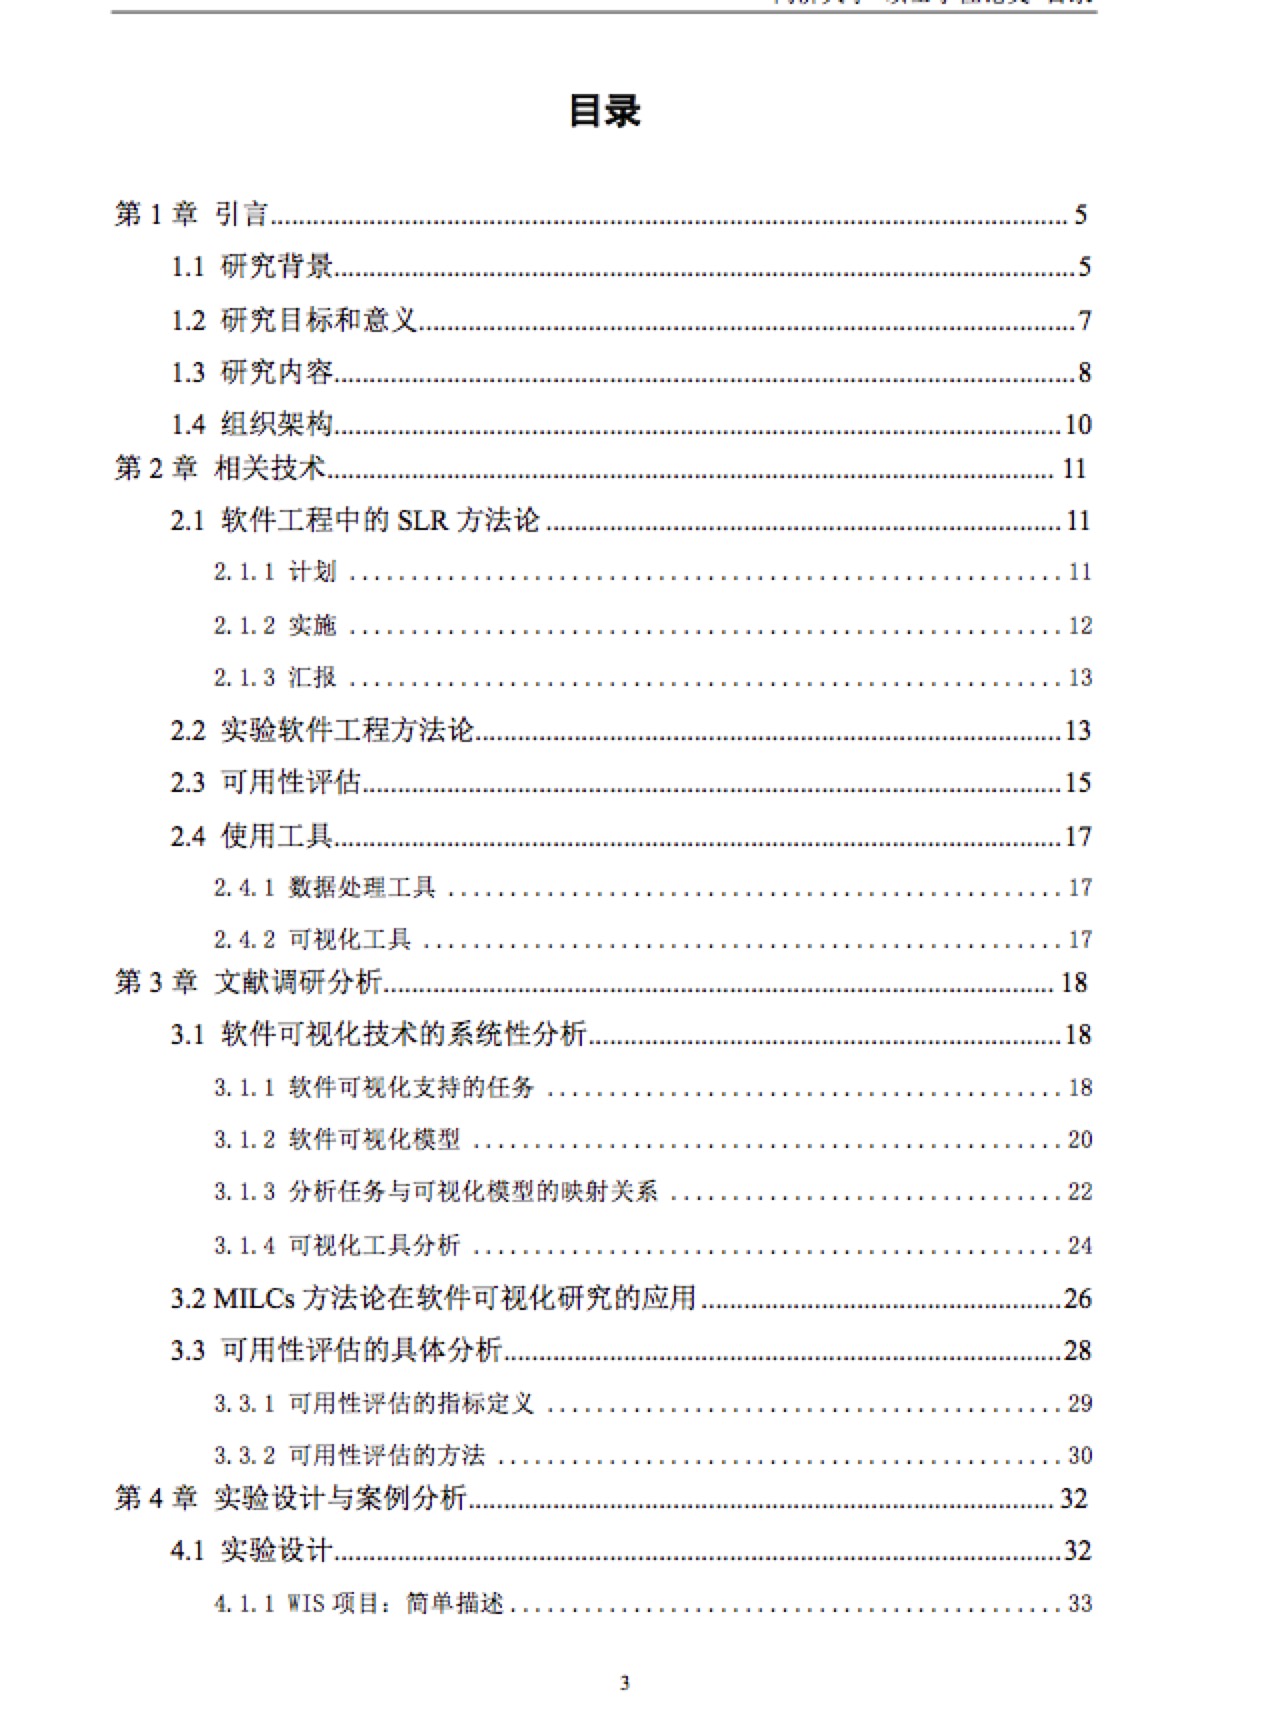 目录
第 1 章 引言........................................ 5
1.1 研究背景........................................5
1.2 研究目标和意义........................................7
1.3 研究内容........................................8
1.4 组织架构........................................10
第 2 章 相关技术........................................ 11
2.1 软件工程中的 SLR 方法论........................................11
2.1.1 计划 ........................................11
2.1.2 实施 ........................................12
2.1.3 汇报 ........................................13
2.2 实验软件工程方法论........................................13
2.3 可用性评估........................................15
2.4 使用工具........................................17
2.4.1 数据处理工具 ........................................17
2.4.2 可视化工具 ........................................17
第 3 章 文献调研分析........................................ 18
3.1 软件可视化技术的系统性分析........................................18
3.1.1 软件可视化支持的任务 ........................................18
3.1.2 软件可视化模型 ........................................20
3.1.3 分析任务与可视化模型的映射关系 ........................................22
3.1.4 可视化工具分析 ........................................24
3.2 MILCs 方法论在软件可视化研究的应用........................................26
3.3 可用性评估的具体分析........................................28
3.3.1 可用性评估的指标定义 ........................................29
3.3.2 可用性评估的方法 ........................................30
第 4 章 实验设计与案例分析........................................ 32
4.1 实验设计........................................32
4.1.1 WIS 项目：简单描述........................................33
3